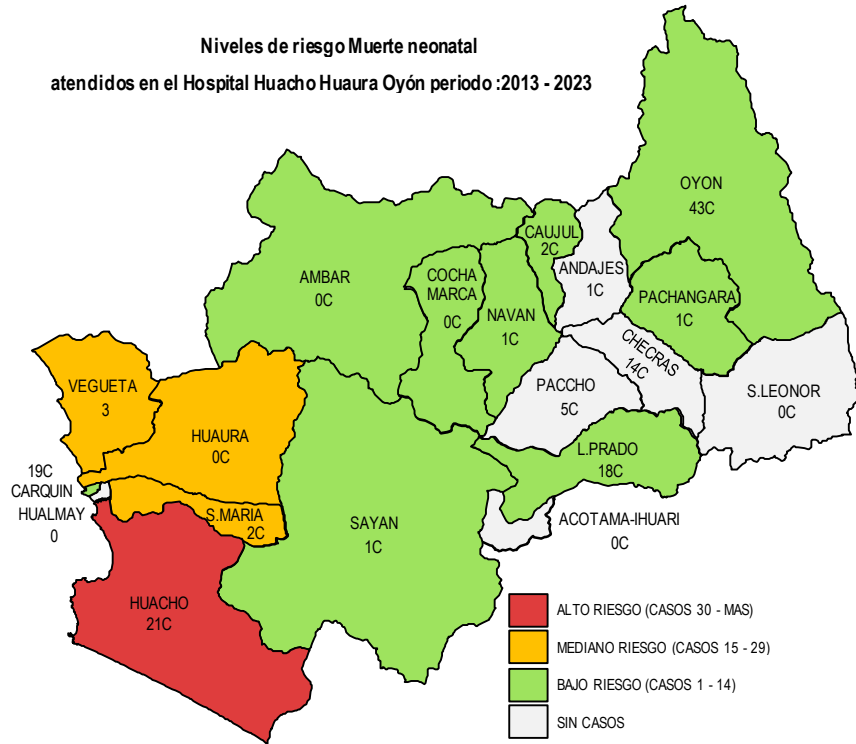 Niveles de riesgo Muerte neonatal
atendidos en el Hospital Huacho Huaura Oyón periodo :2013 - 2023
OYON
43C
CAUJUL
2C
ANDAJES
1C
AMBAR
0C
COCHA
MARCA
0C
NAVAN
1C
PACHANGARA
1C
CHECRAS
14C
VEGUETA
3
PACCHO
5C
S.LEONOR
0C
HUAURA
0C
L.PRADO
18C
19C
CARQUIN
HUALMAY
0
S.MARIA
2C
SAYAN
1C
ACOTAMA-IHUARI
0C
HUACHO
21C
ALTO RIESGO (CASOS 30 - MAS)
MEDIANO RIESGO (CASOS 15 - 29)
BAJO RIESGO (CASOS 1 - 14)
SIN CASOS